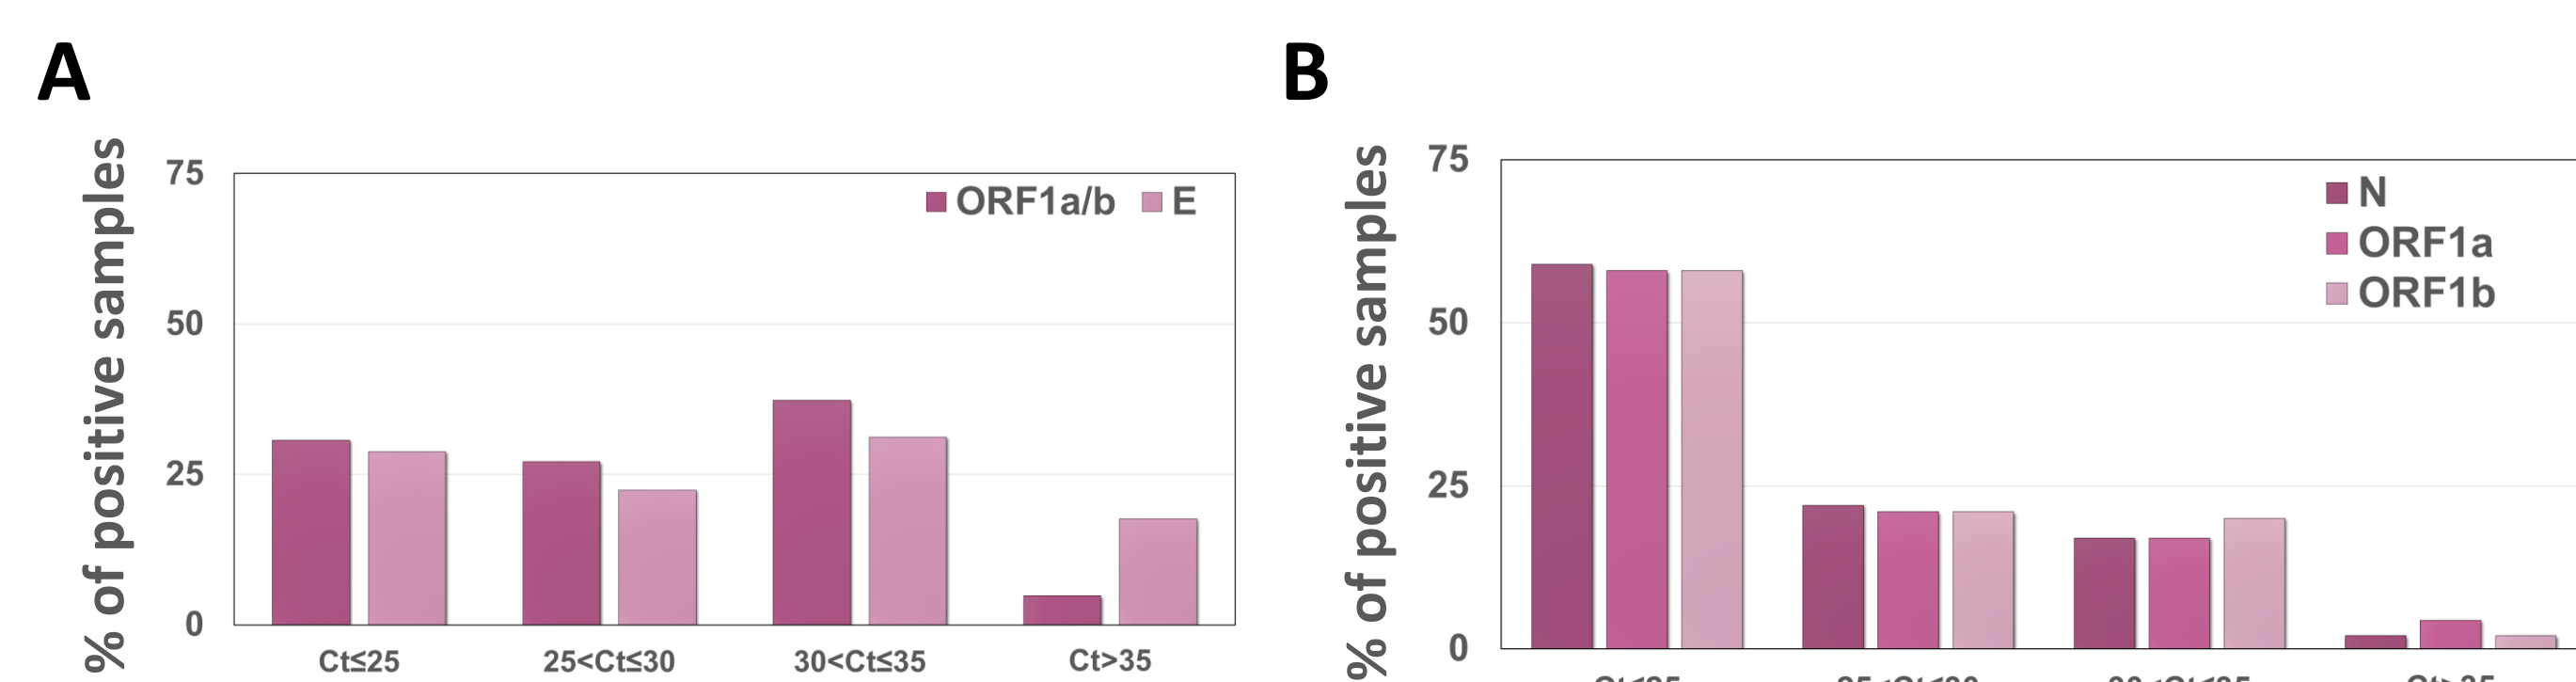 A
% of positive samples
75
50
25
0
ORF1a/b E
Ct≤25 25<Ct≤30 30<Ct≤35 Ct>35
B
% of positive samples
75
50
25
0
N
ORF1a
ORF1b